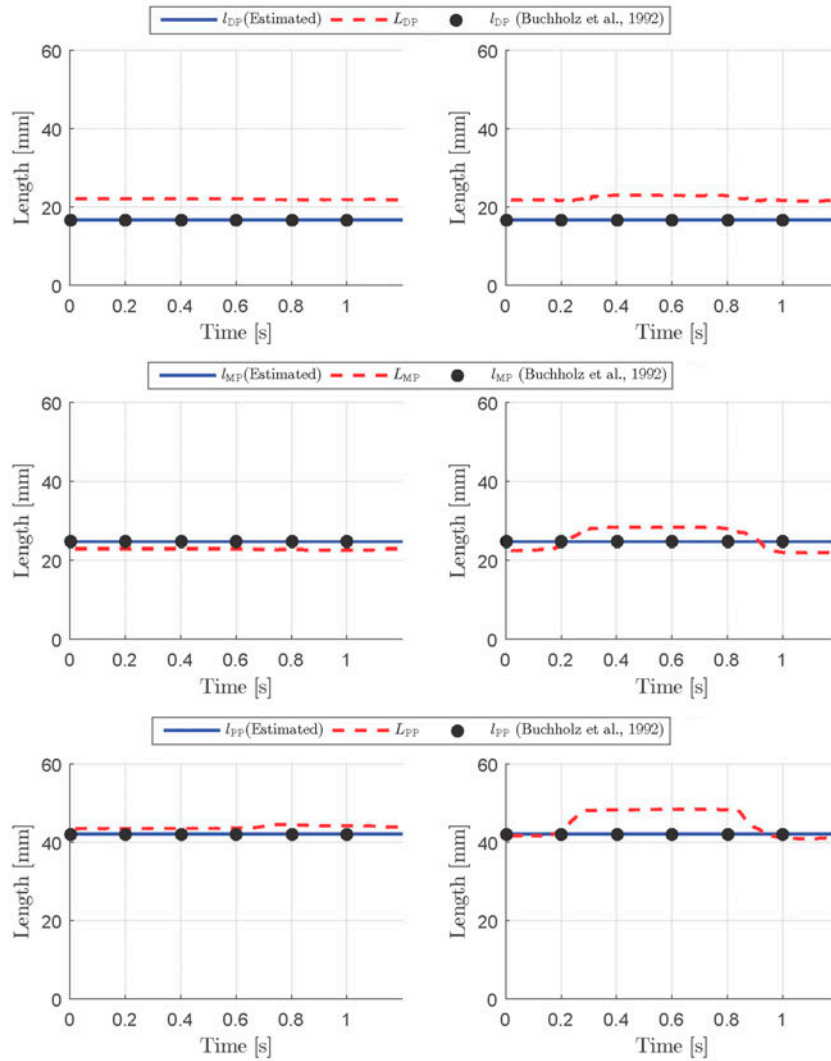 l_DP(Estimated) L_DP l_DP (Buchholz et al., 1992)
60 60
40 40
20 20
0 0
Length [mm] Length [mm]
0 0.2 0.4 0.6 0.8 1 0 0.2 0.4 0.6 0.8 1
Time [s] Time [s]
l_MP(Estimated) L_MP l_MP (Buchholz et al., 1992)
60 60
40 40
20 20
0 0
Length [mm] Length [mm]
0 0.2 0.4 0.6 0.8 1 0 0.2 0.4 0.6 0.8 1
Time [s] Time [s]
l_PP(Estimated) L_PP l_PP (Buchholz et al., 1992)
60 60
40 40
20 20
0 0
Length [mm] Length [mm]
0 0.2 0.4 0.6 0.8 1 0 0.2 0.4 0.6 0.8 1
Time [s] Time [s]